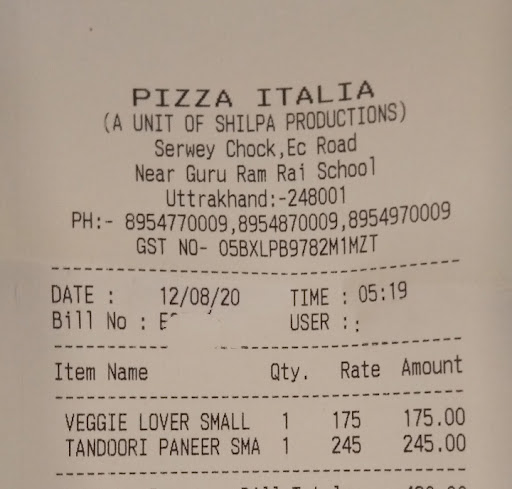 PIZZA ITALIA
(A UNIT OF SHILPA PRODUCTIONS)
Serwey Chock,Ec Road
Near Guru Ram Rai School
Uttrakhand:-248001
PH:- 8954770009,8954870009,8954970009
GST NO- 05BXLPB9782M1MZT
DATE : 12/08/20 TIME : 05:19
Bill No : USER :
Item Name Qty. Rate Amount
VEGGIE LOVER SMALL 1 175 175.00
TANDOORI PANEER SMA 1 245 245.00